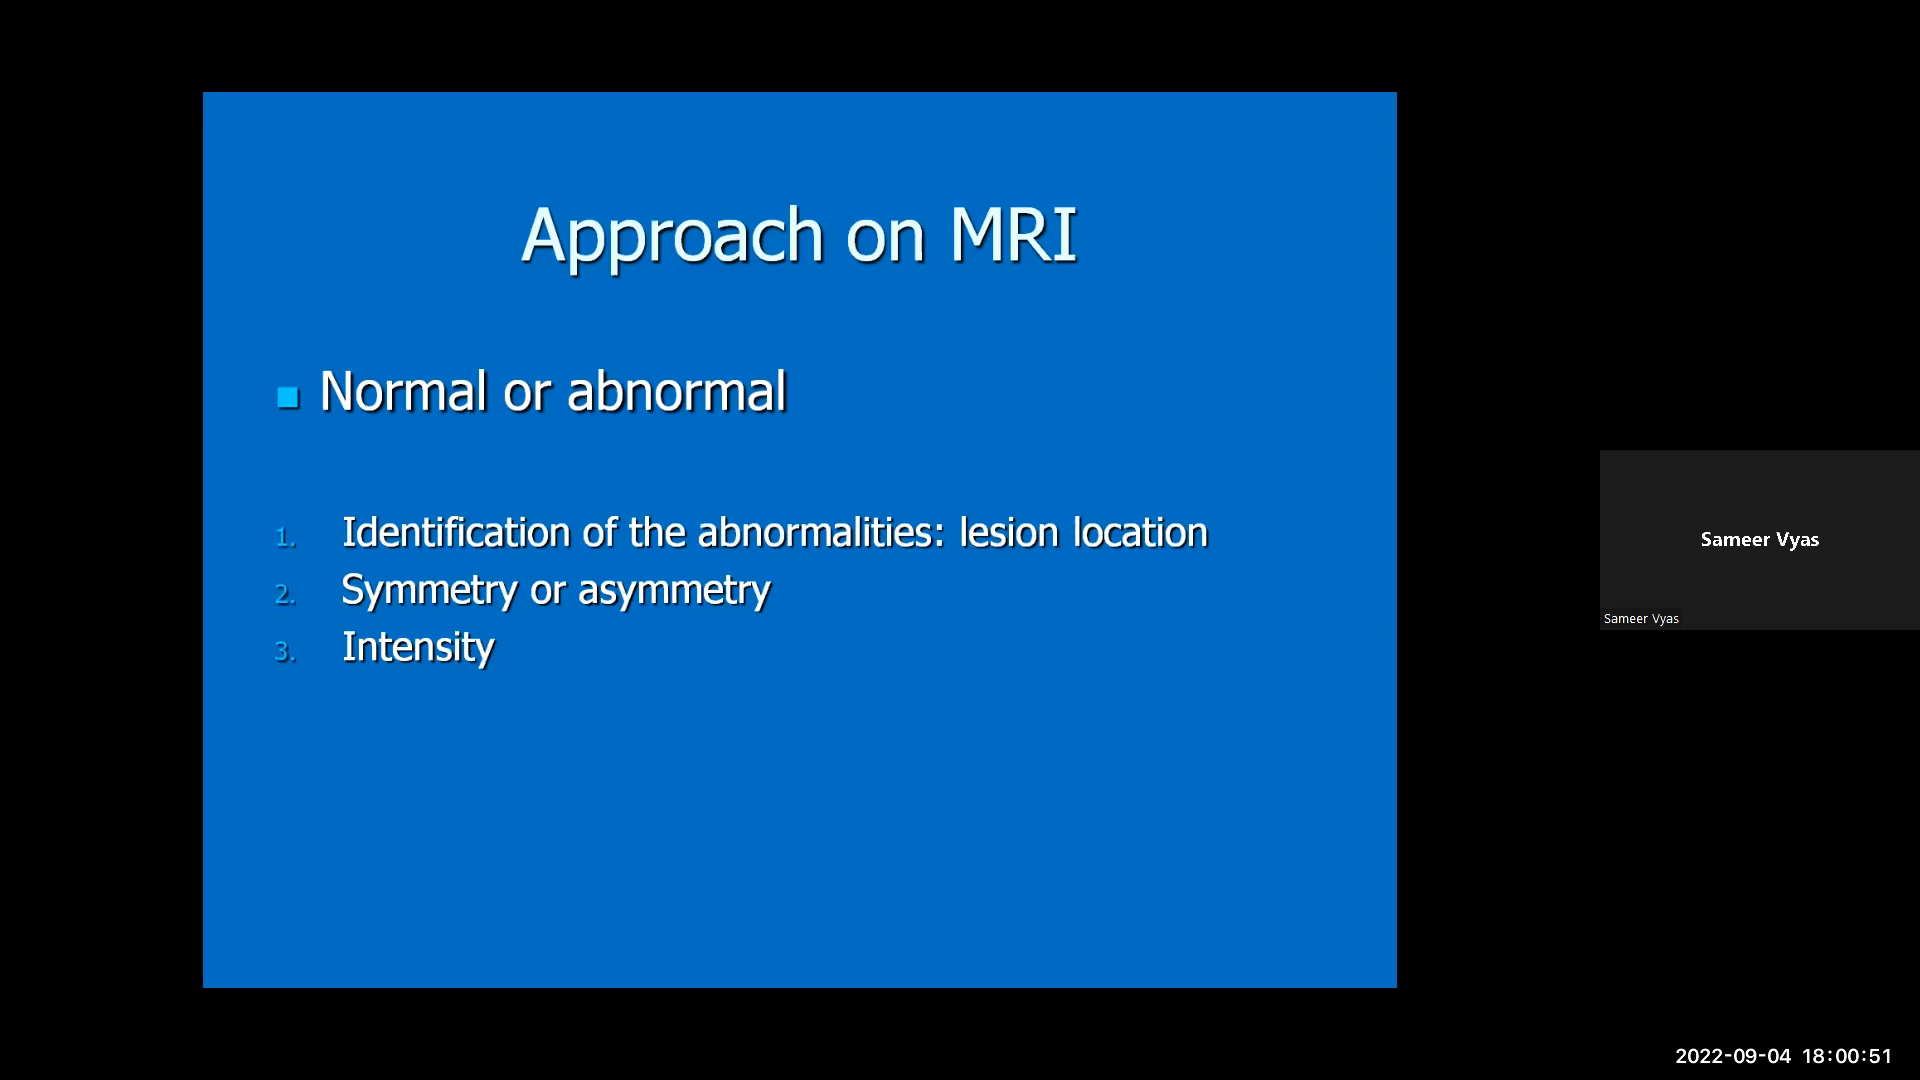 Approach on MRI
■ Normal or abnormal
1. Identification of the abnormalities: lesion location
2. Symmetry or asymmetry
3. Intensity
Sameer Vyas
Sameer Vyas
2022-09-04 18:00:51